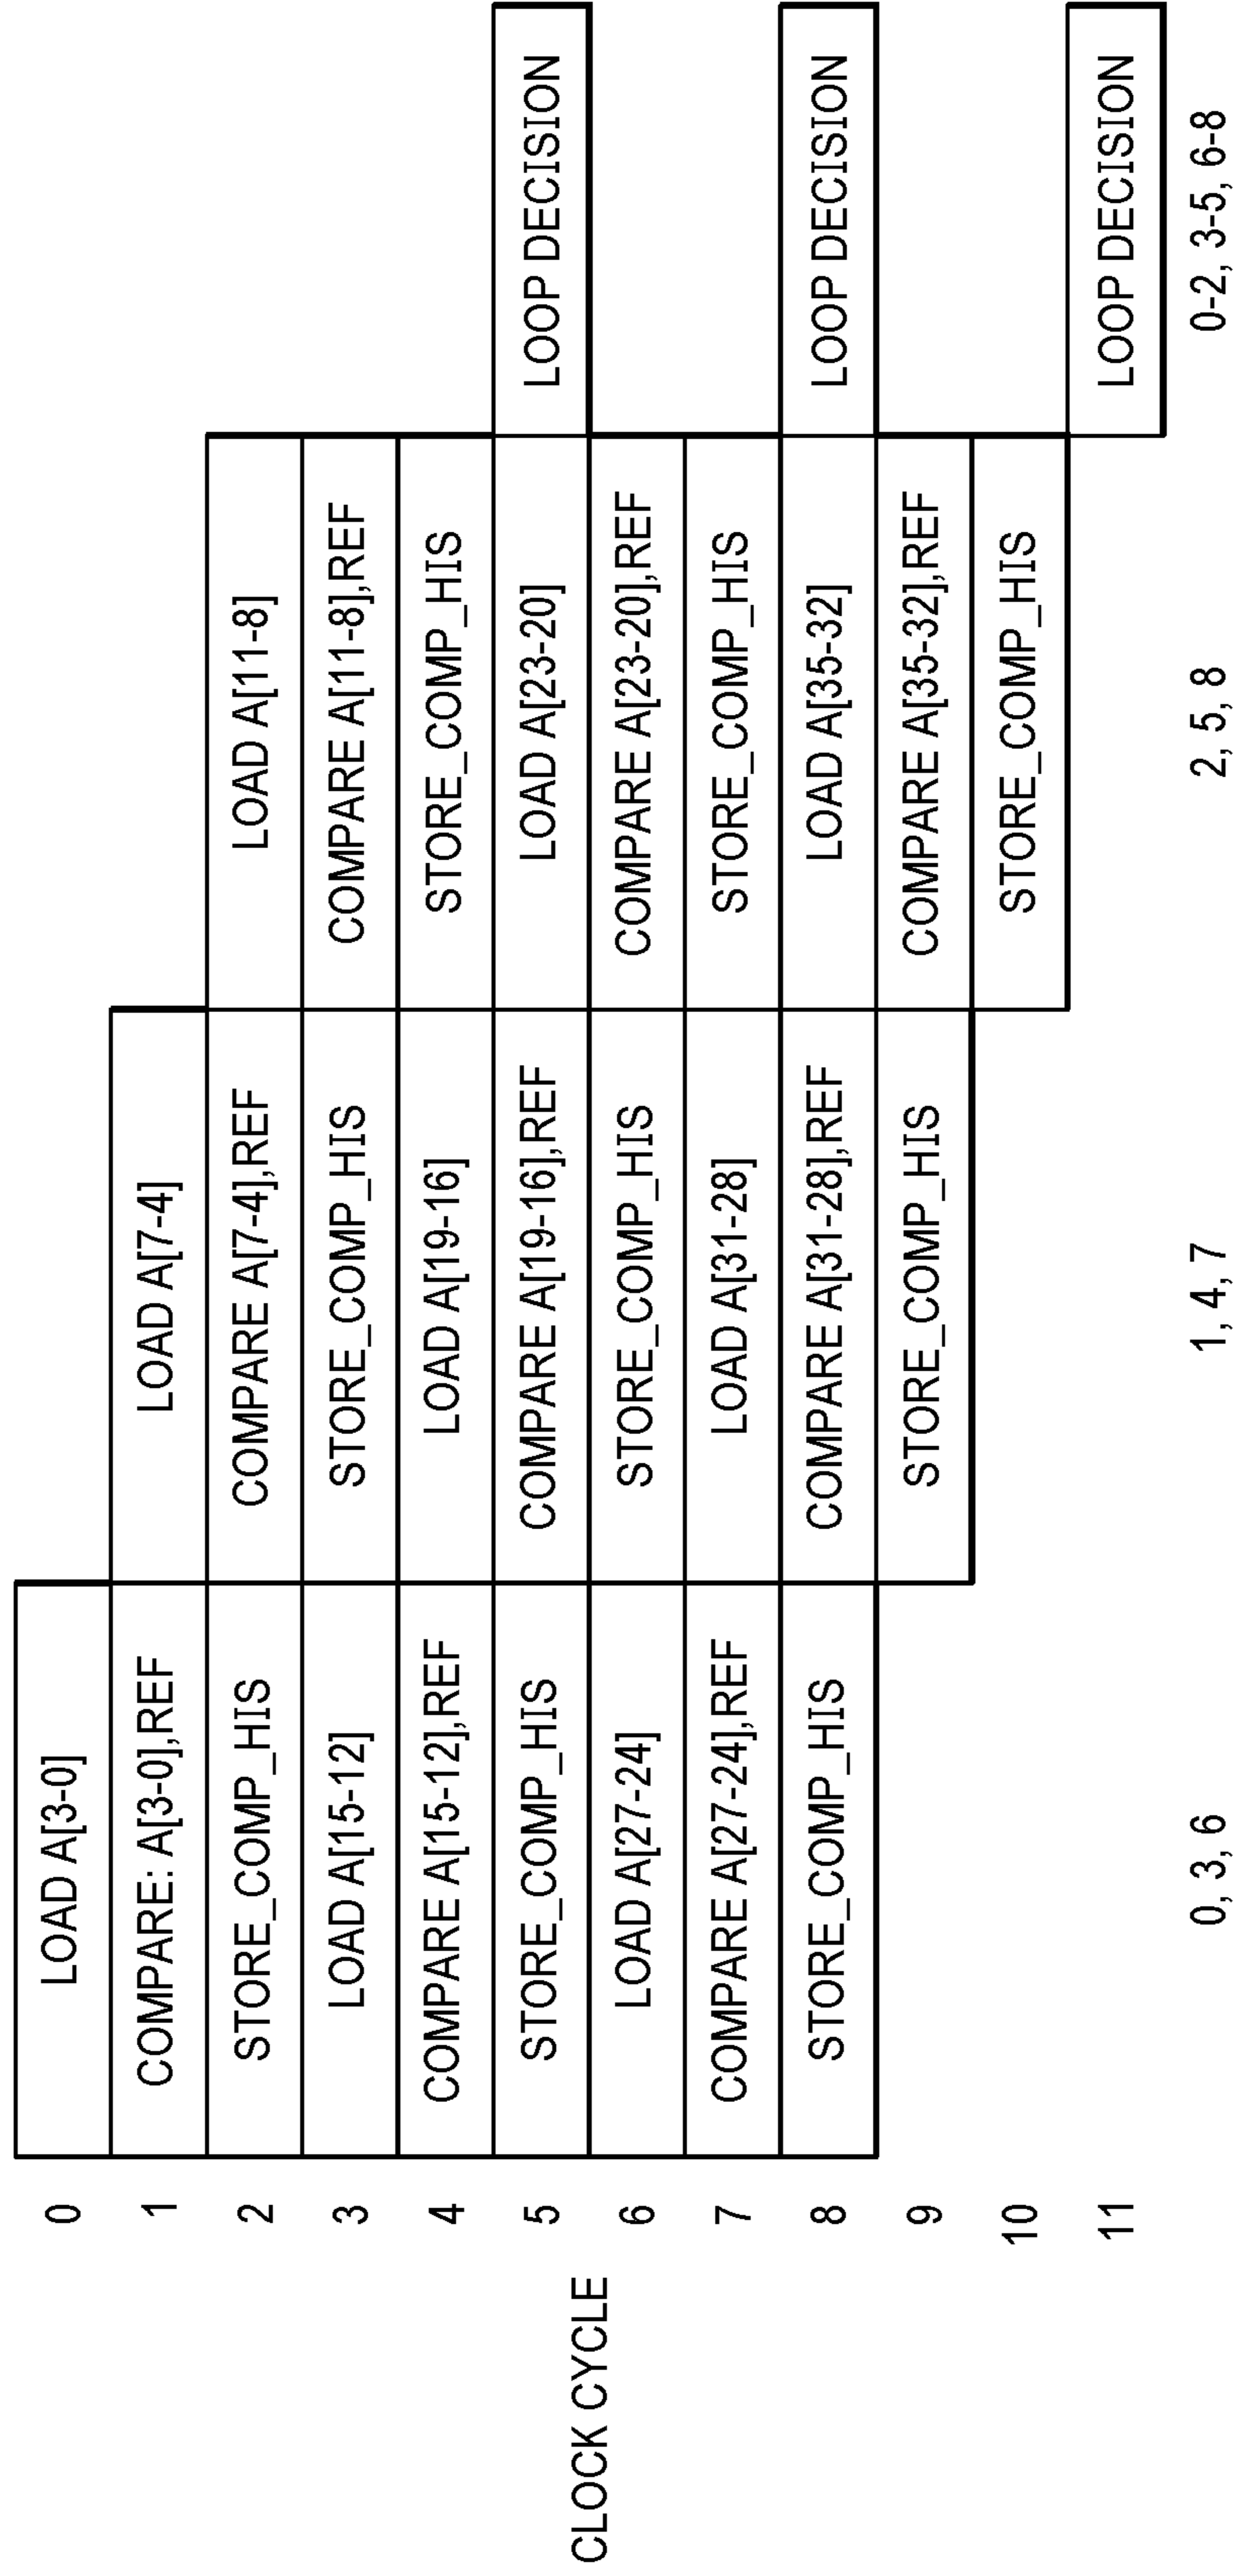 0 LOAD A[3-0]
1 COMPARE: A[3-0],REF LOAD A[7-4]
2 STORE_COMP_HIS COMPARE A[7-4],REF LOAD A[11-8]
3 LOAD A[15-12] STORE_COMP_HIS COMPARE A[11-8],REF
4 COMPARE A[15-12],REF LOAD A[19-16] STORE_COMP_HIS
CLOCK CYCLE
5 STORE_COMP_HIS COMPARE A[19-16],REF LOAD A[23-20] LOOP DECISION
6 LOAD A[27-24] STORE_COMP_HIS COMPARE A[23-20],REF
7 COMPARE A[27-24],REF LOAD A[31-28] STORE_COMP_HIS
8 STORE_COMP_HIS COMPARE A[31-28],REF LOAD A[35-32] LOOP DECISION
9 STORE_COMP_HIS COMPARE A[35-32],REF
10 STORE_COMP_HIS
11 LOOP DECISION
0, 3, 6 1, 4, 7 2, 5, 8 0-2, 3-5, 6-8